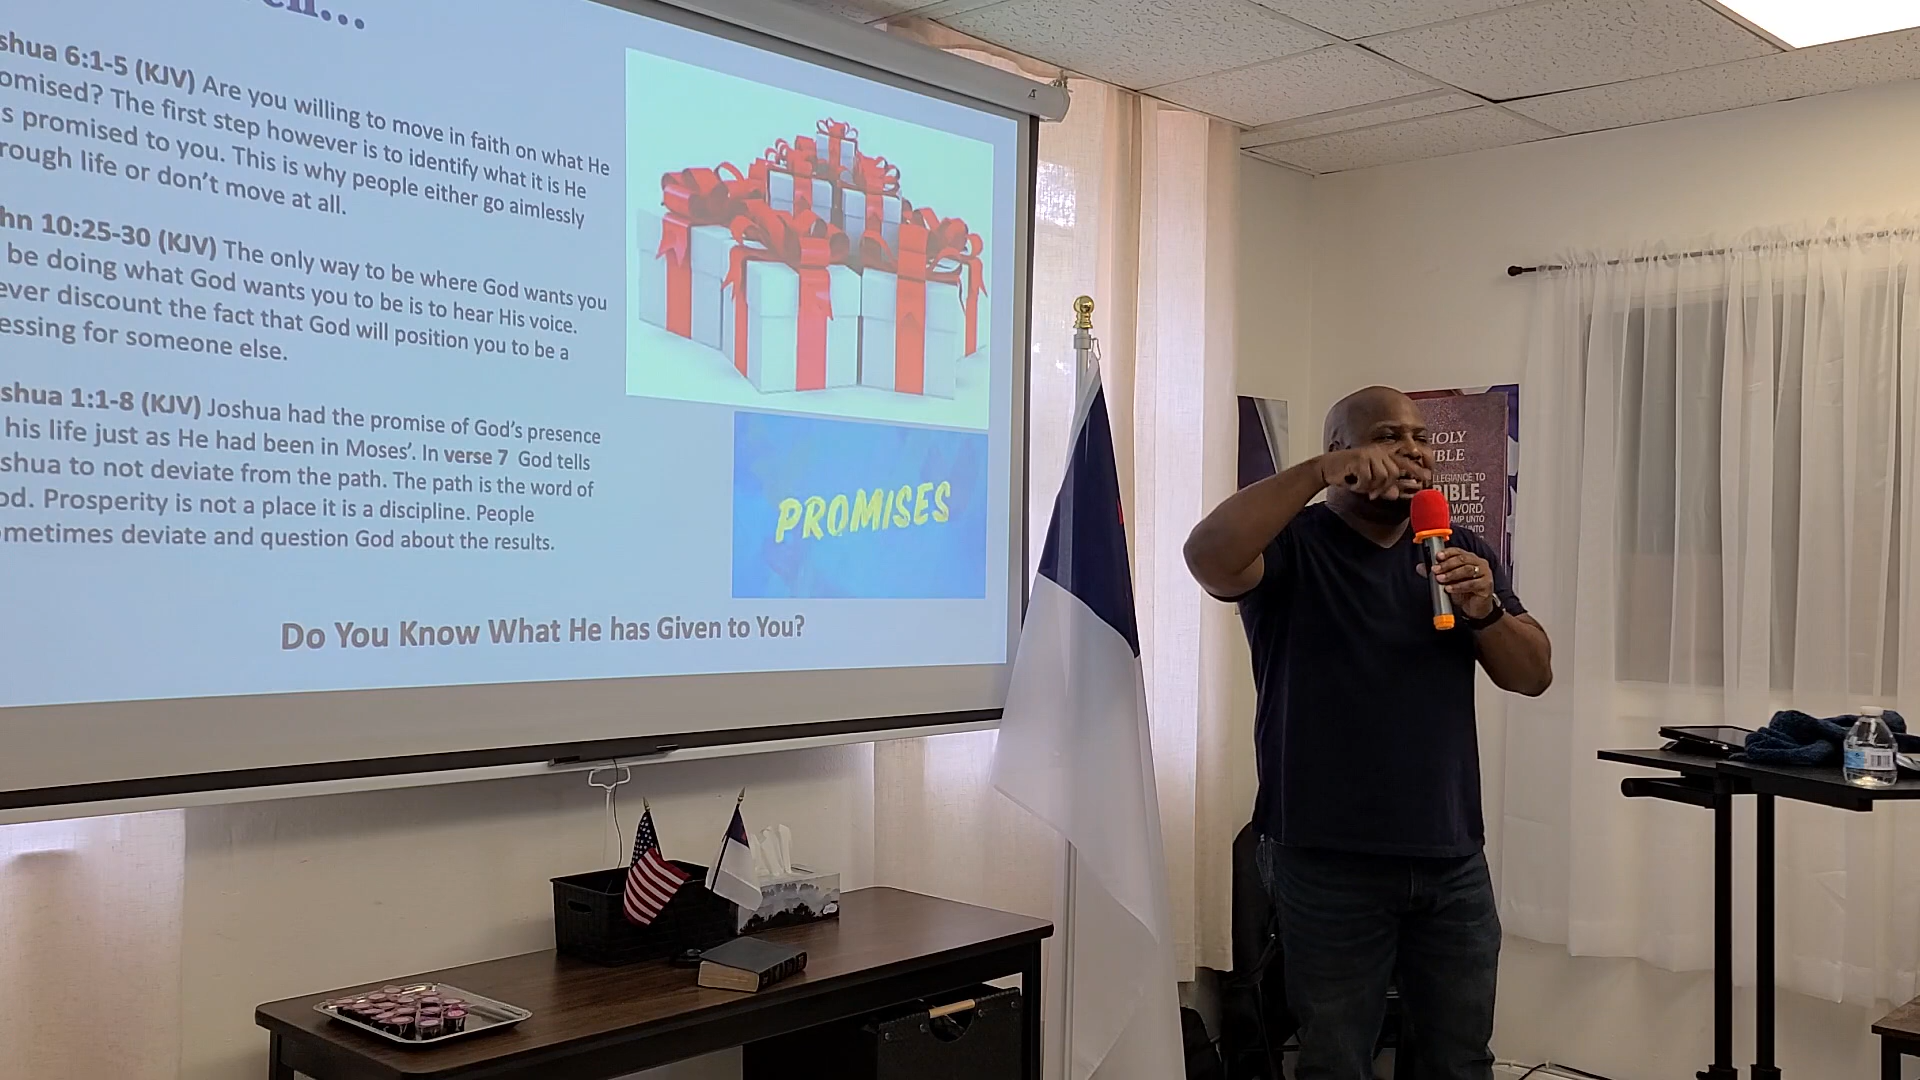 shua 6:1-5 (KJV) Are you willing to move in faith on what He
omised? The first step however is to identify what it is He
s promised to you. This is why people either go aimlessly
rough life or don't move at all.
hn 10:25-30 (KJV) The only way to be where God wants you
be doing what God wants you to be is to hear His voice.
ever discount the fact that God will position you to be a
essing for someone else.
shua 1:1-8 (KJV) Joshua had the promise of God's presence
his life just as He had been in Moses'. In verse 7 God tells
shua to not deviate from the path. The path is the word of
od. Prosperity is not a place it is a discipline. People
ometimes deviate and question God about the results.
PROMISES
Do You Know What He has Given to You?
HOLY
IBLE
LLEGIANCE TO
BIBLE,
WORD.
AMP UNTO
UNTO